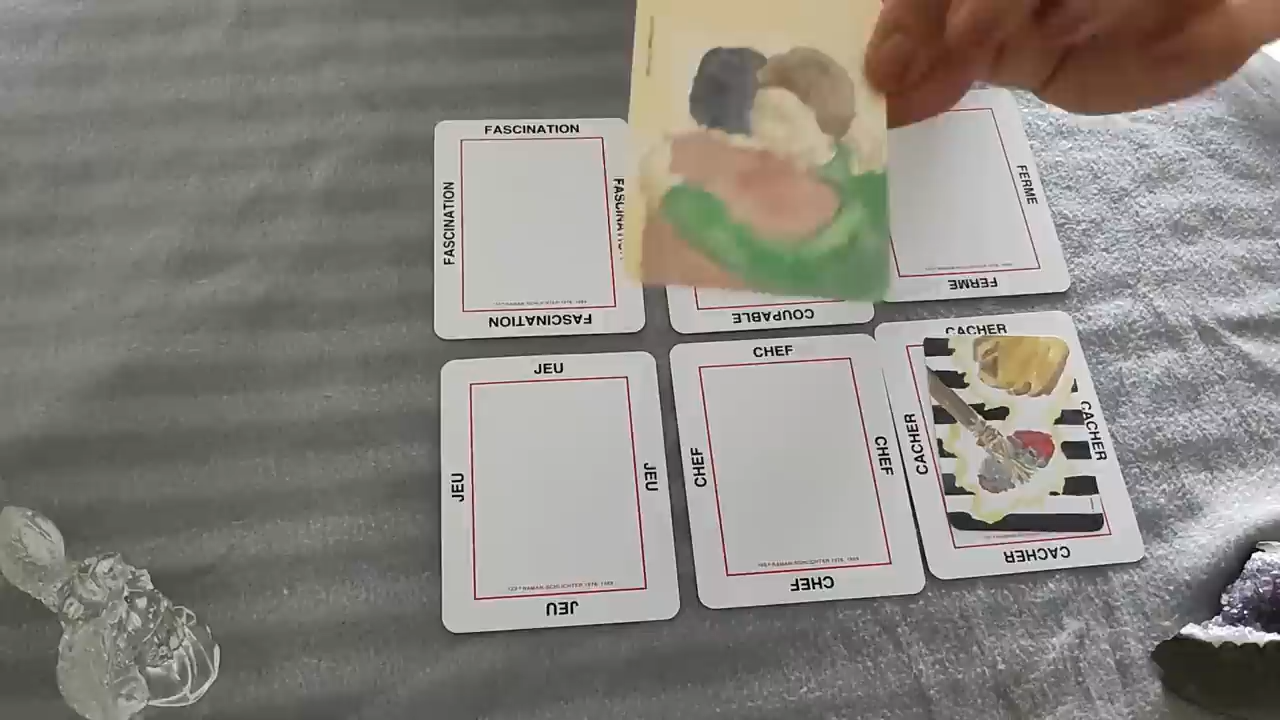 FASCINATION
FASCINATION
FASCINATION
FASCINATION
COUPABLE
FERME
FERME
JEU
JEU
JEU
JEU
CHEF
CHEF
CHEF
CHEF
CACHER
CACHER
CACHER
CACHER